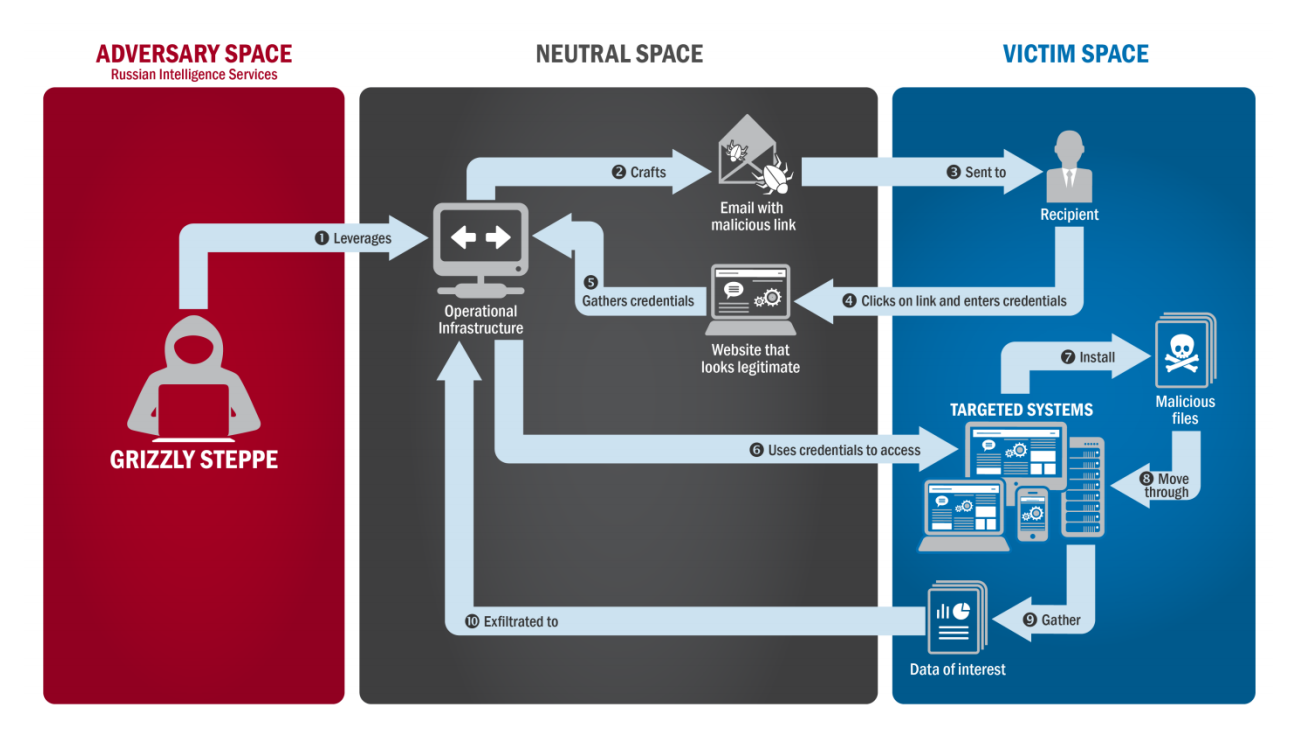 ADVERSARY SPACE
Russian Intelligence Services
NEUTRAL SPACE
VICTIM SPACE
❶ Leverages
❷ Crafts
Email with
malicious link
❸ Sent to
Recipient
Operational
Infrastructure
❺
Gathers credentials
❹ Clicks on link and enters credentials
Website that
looks legitimate
❼ Install
Malicious
files
TARGETED SYSTEMS
❻ Uses credentials to access
❽ Move
through
GRIZZLY STEPPE
❾ Gather
❿ Exfiltrated to
Data of interest